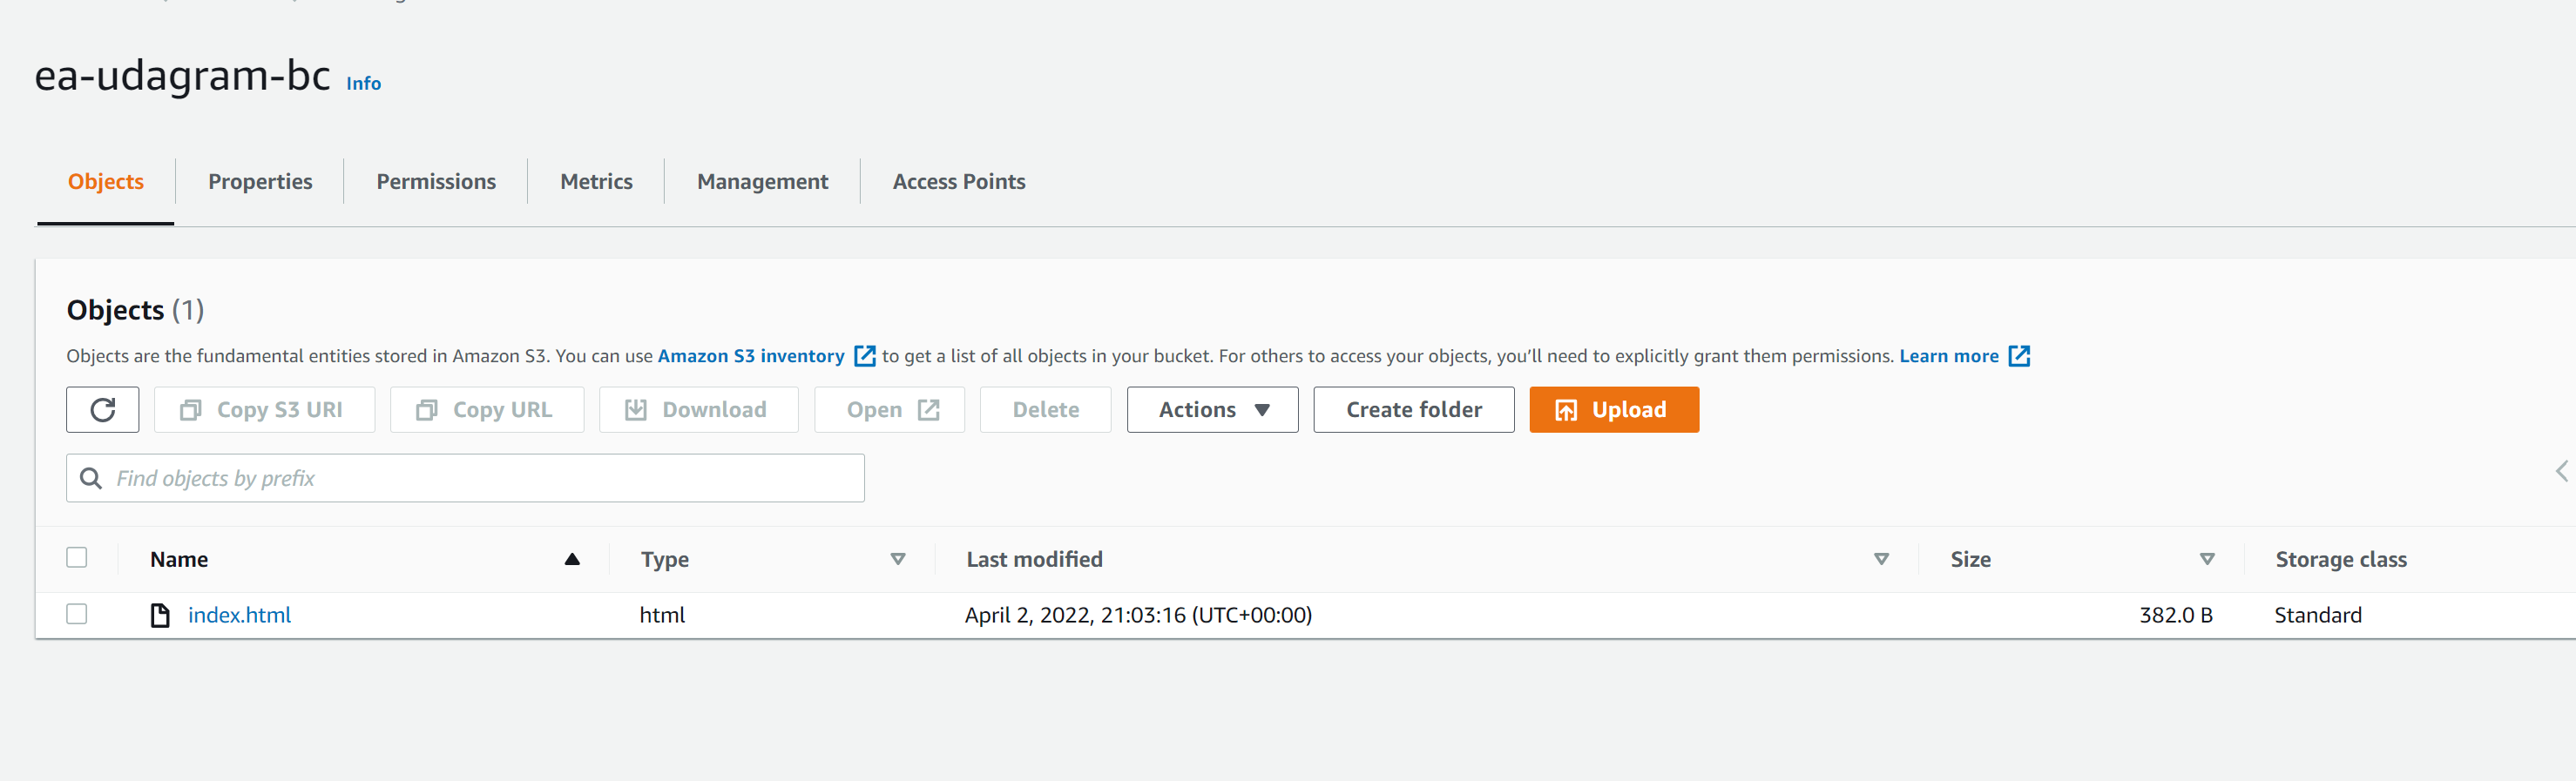 ea-udagram-bc Info
Objects Properties Permissions Metrics Management Access Points
Objects (1)
Objects are the fundamental entities stored in Amazon S3. You can use Amazon S3 inventory to get a list of all objects in your bucket. For others to access your objects, you'll need to explicitly grant them permissions. Learn more
Copy S3 URI Copy URL Download Open Delete Actions Create folder Upload
Find objects by prefix
Name Type Last modified Size Storage class
index.html html April 2, 2022, 21:03:16 (UTC+00:00) 382.0 B Standard